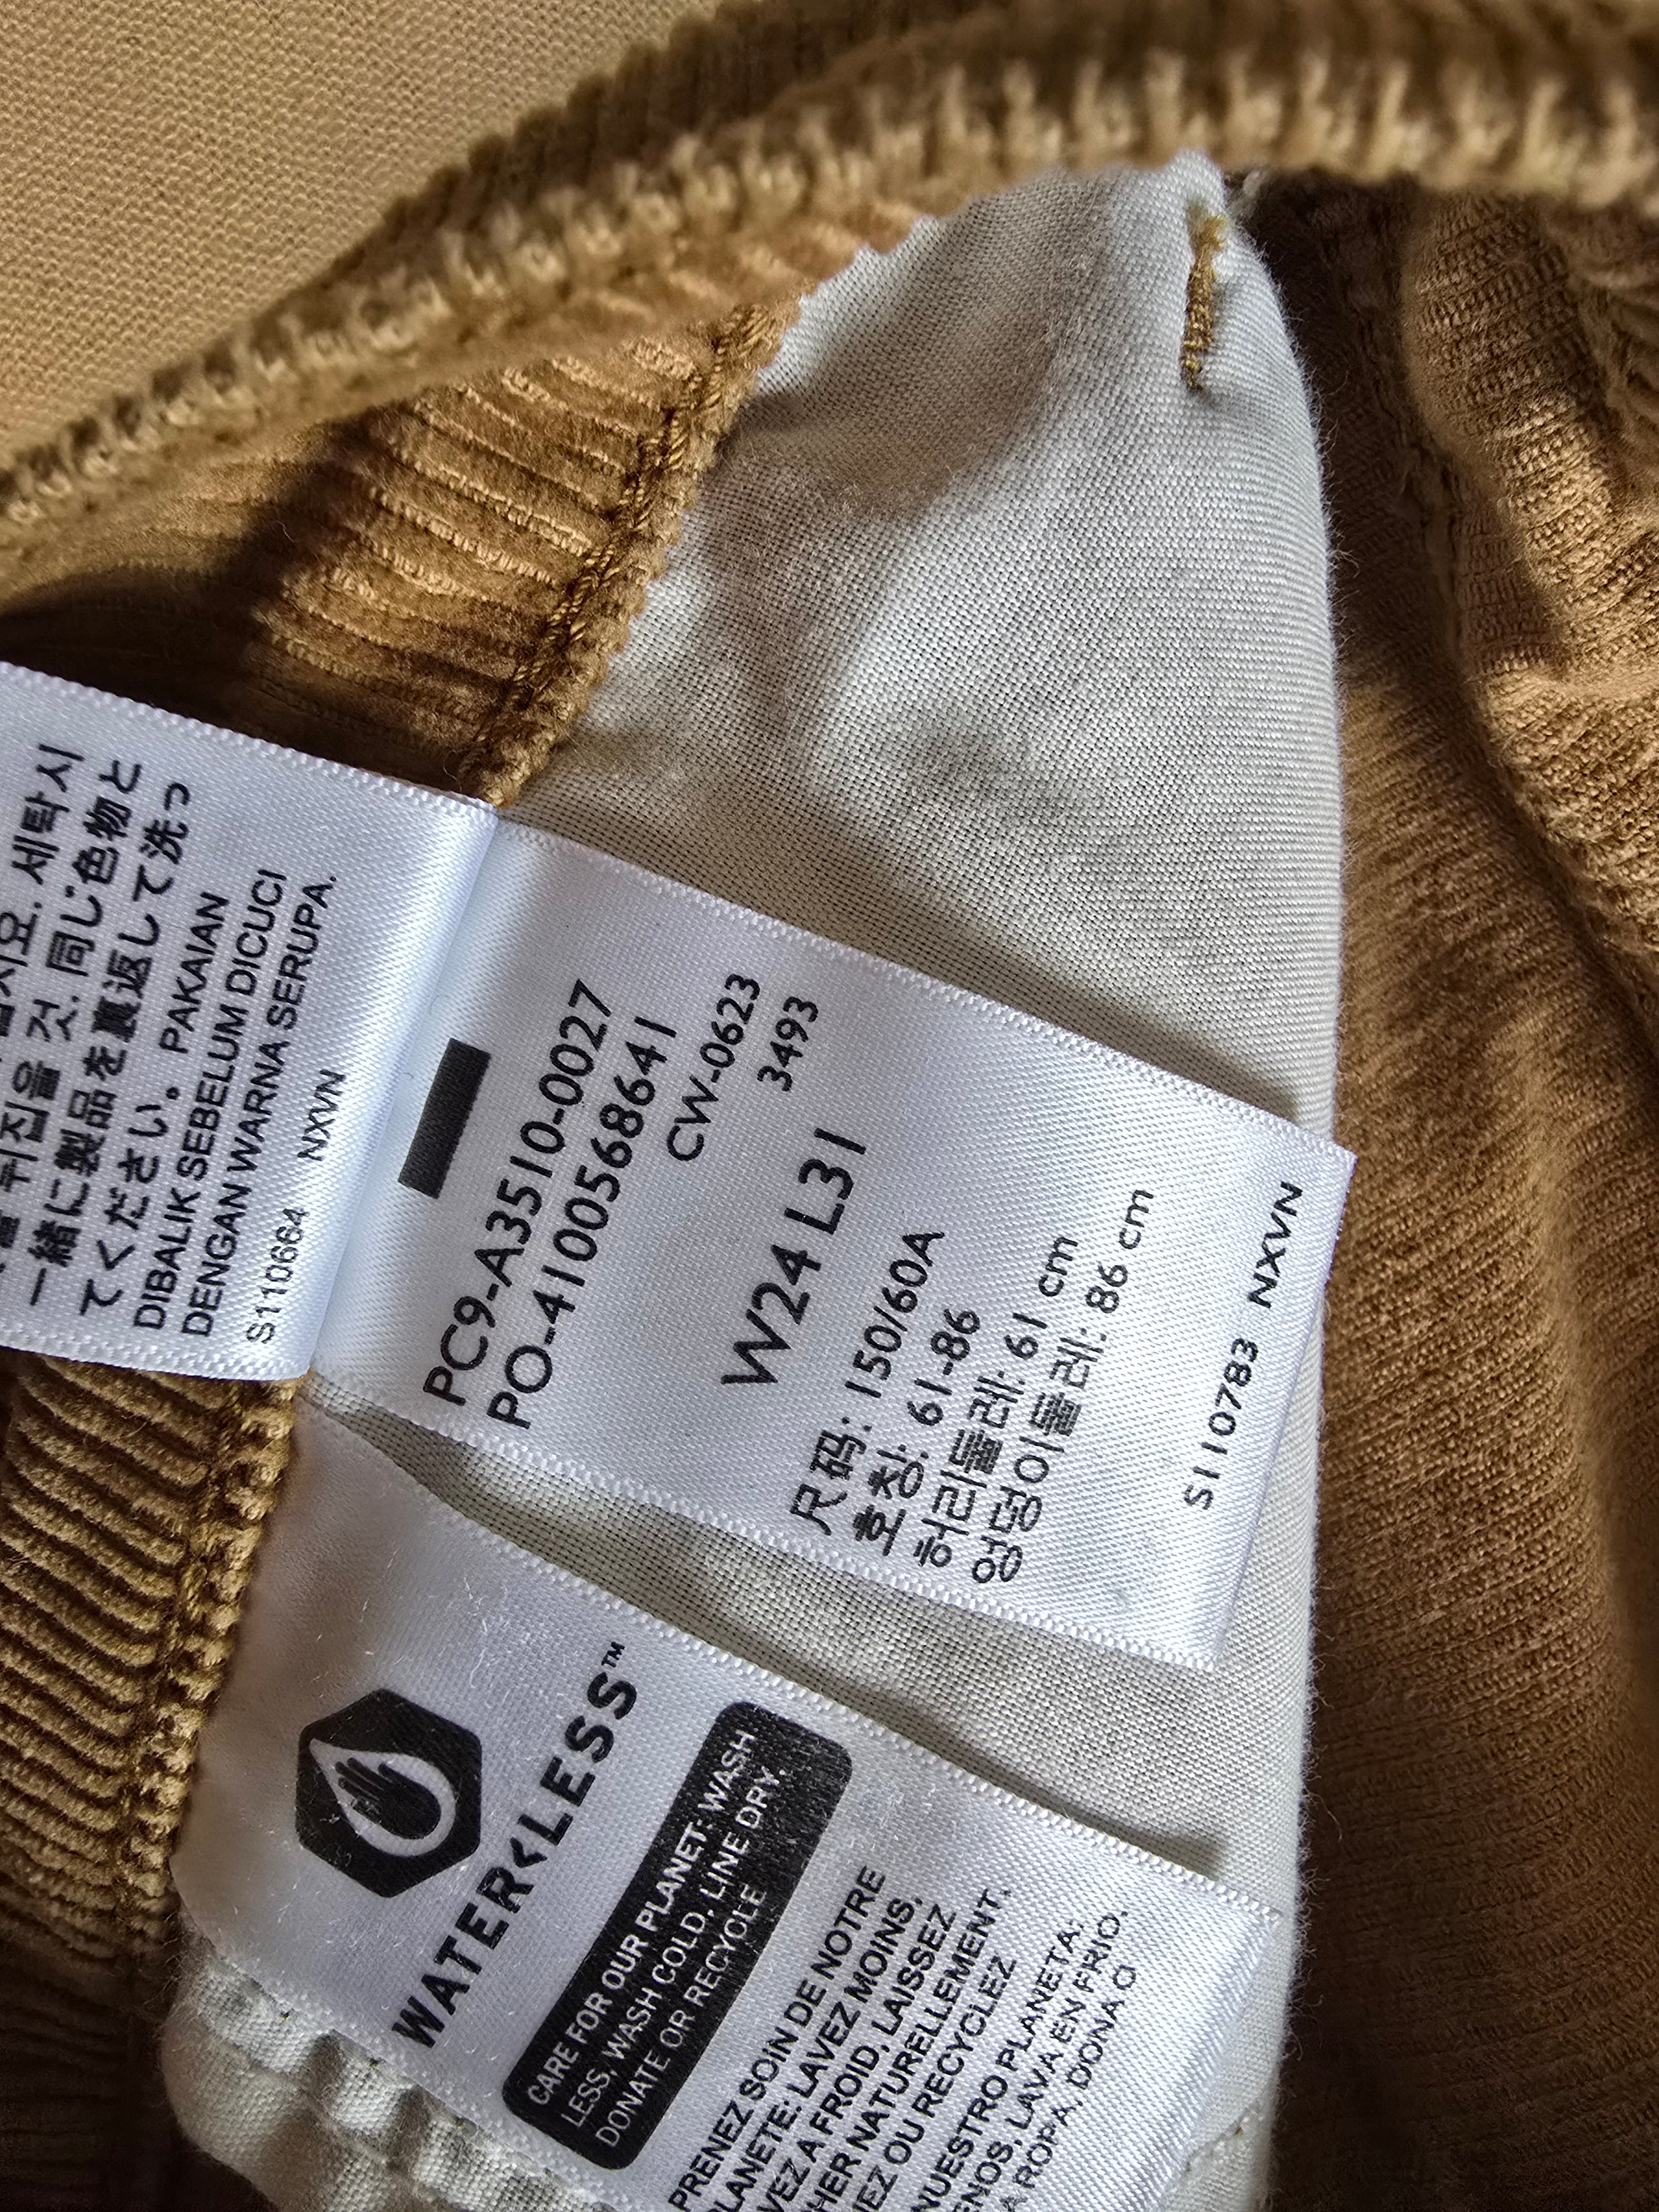 세탁 시
뒤집을 것. 同じ色物と
一緒に製品を裏返して洗っ
てください。PAKAIAN
DIBALIK SEBELUM DICUCI
DENGAN WARNA SERUPA.
S110664 NXVN
PC9-A3510-0027
PO-4100568641
CW-0623
3493
W24 L31
尺码: 150/60A
호칭: 61-86
허리둘레: 61 cm
엉덩이둘레: 86 cm
S110783 NXVN
WATER<LESS™
CARE FOR OUR PLANET: WASH
LESS, WASH COLD, LINE DRY,
DONATE OR RECYCLE
PRENEZ SOIN DE NOTRE
PLANÈTE: LAVEZ MOINS,
LAVEZ A FROID, LAISSEZ
NATURELLEMENT.
OU RECYCLEZ
NUESTRO PLANETA:
LAVA EN FRIO,
ROPA, DONA O